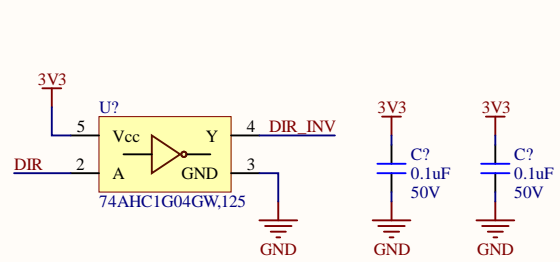 3V3
U?
5
Vcc
Y
4
DIR_INV
DIR
2
A
GND
3
74AHC1G04GW,125
GND
3V3
C?
0.1uF
50V
GND
3V3
C?
0.1uF
50V
GND